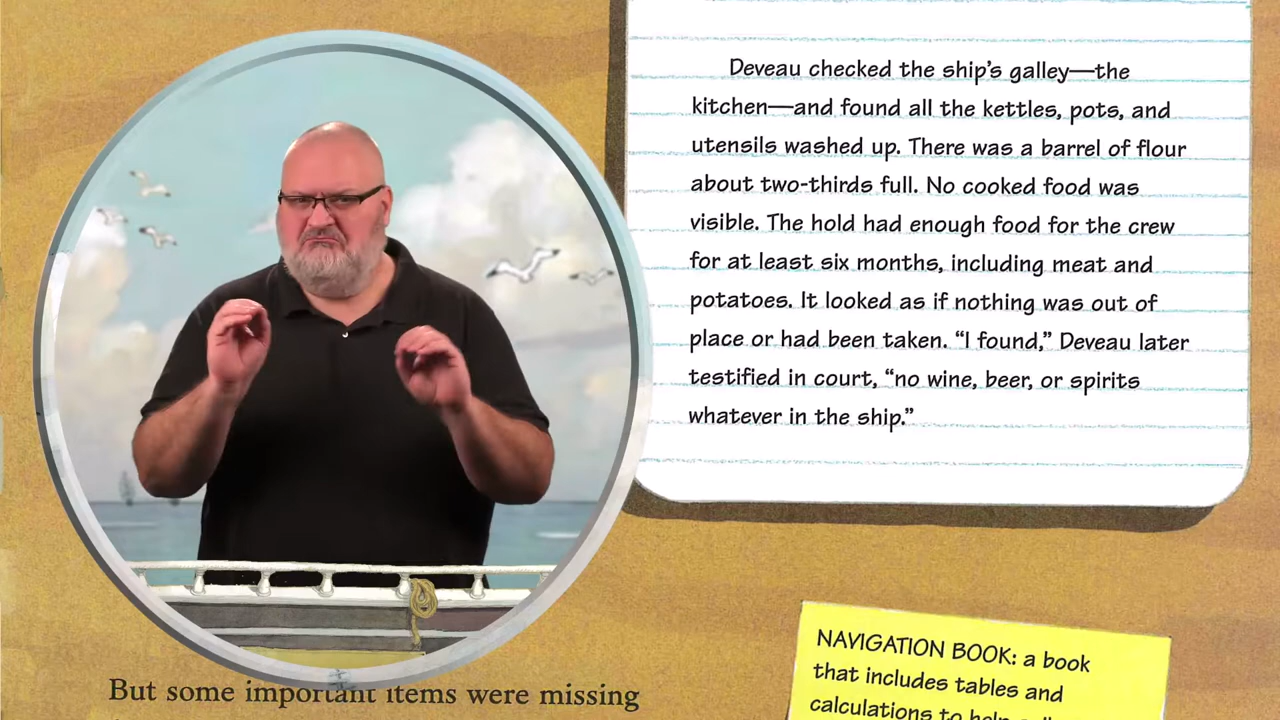 Deveau checked the ship's galley—the
kitchen—and found all the kettles, pots, and
utensils washed up. There was a barrel of flour
about two-thirds full. No cooked food was
visible. The hold had enough food for the crew
for at least six months, including meat and
potatoes. It looked as if nothing was out of
place or had been taken. “I found,” Deveau later
testified in court, “no wine, beer, or spirits
whatever in the ship.”
But some important items were missing
NAVIGATION BOOK: a book
that includes tables and
calculations to help